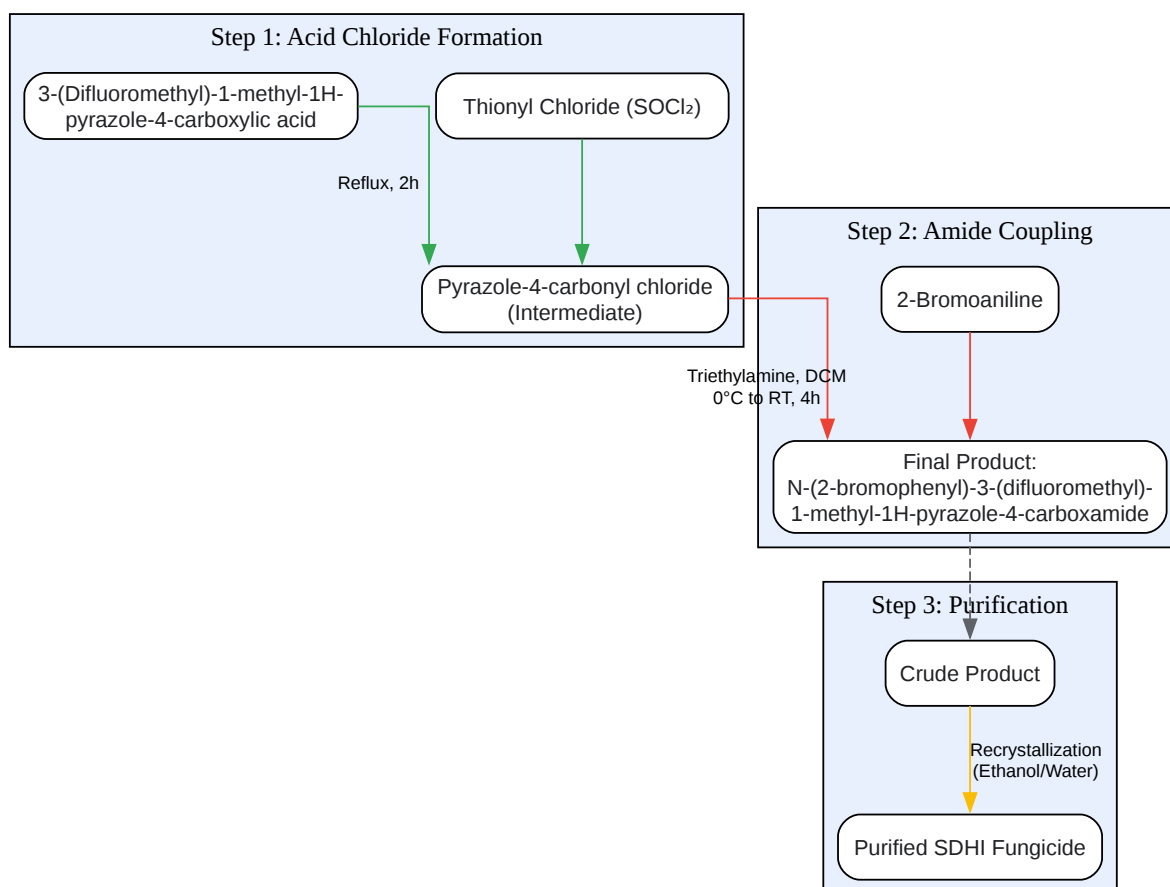 Step 1: Acid Chloride Formation
3-(Difluoromethyl)-1-methyl-1H-
pyrazole-4-carboxylic acid
Thionyl Chloride (SOCl₂)
Reflux, 2h
Pyrazole-4-carbonyl chloride
(Intermediate)
Step 2: Amide Coupling
2-Bromoaniline
Triethylamine, DCM
0°C to RT, 4h
Final Product:
N-(2-bromophenyl)-3-(difluoromethyl)-
1-methyl-1H-pyrazole-4-carboxamide
Step 3: Purification
Crude Product
Recrystallization
(Ethanol/Water)
Purified SDHI Fungicide